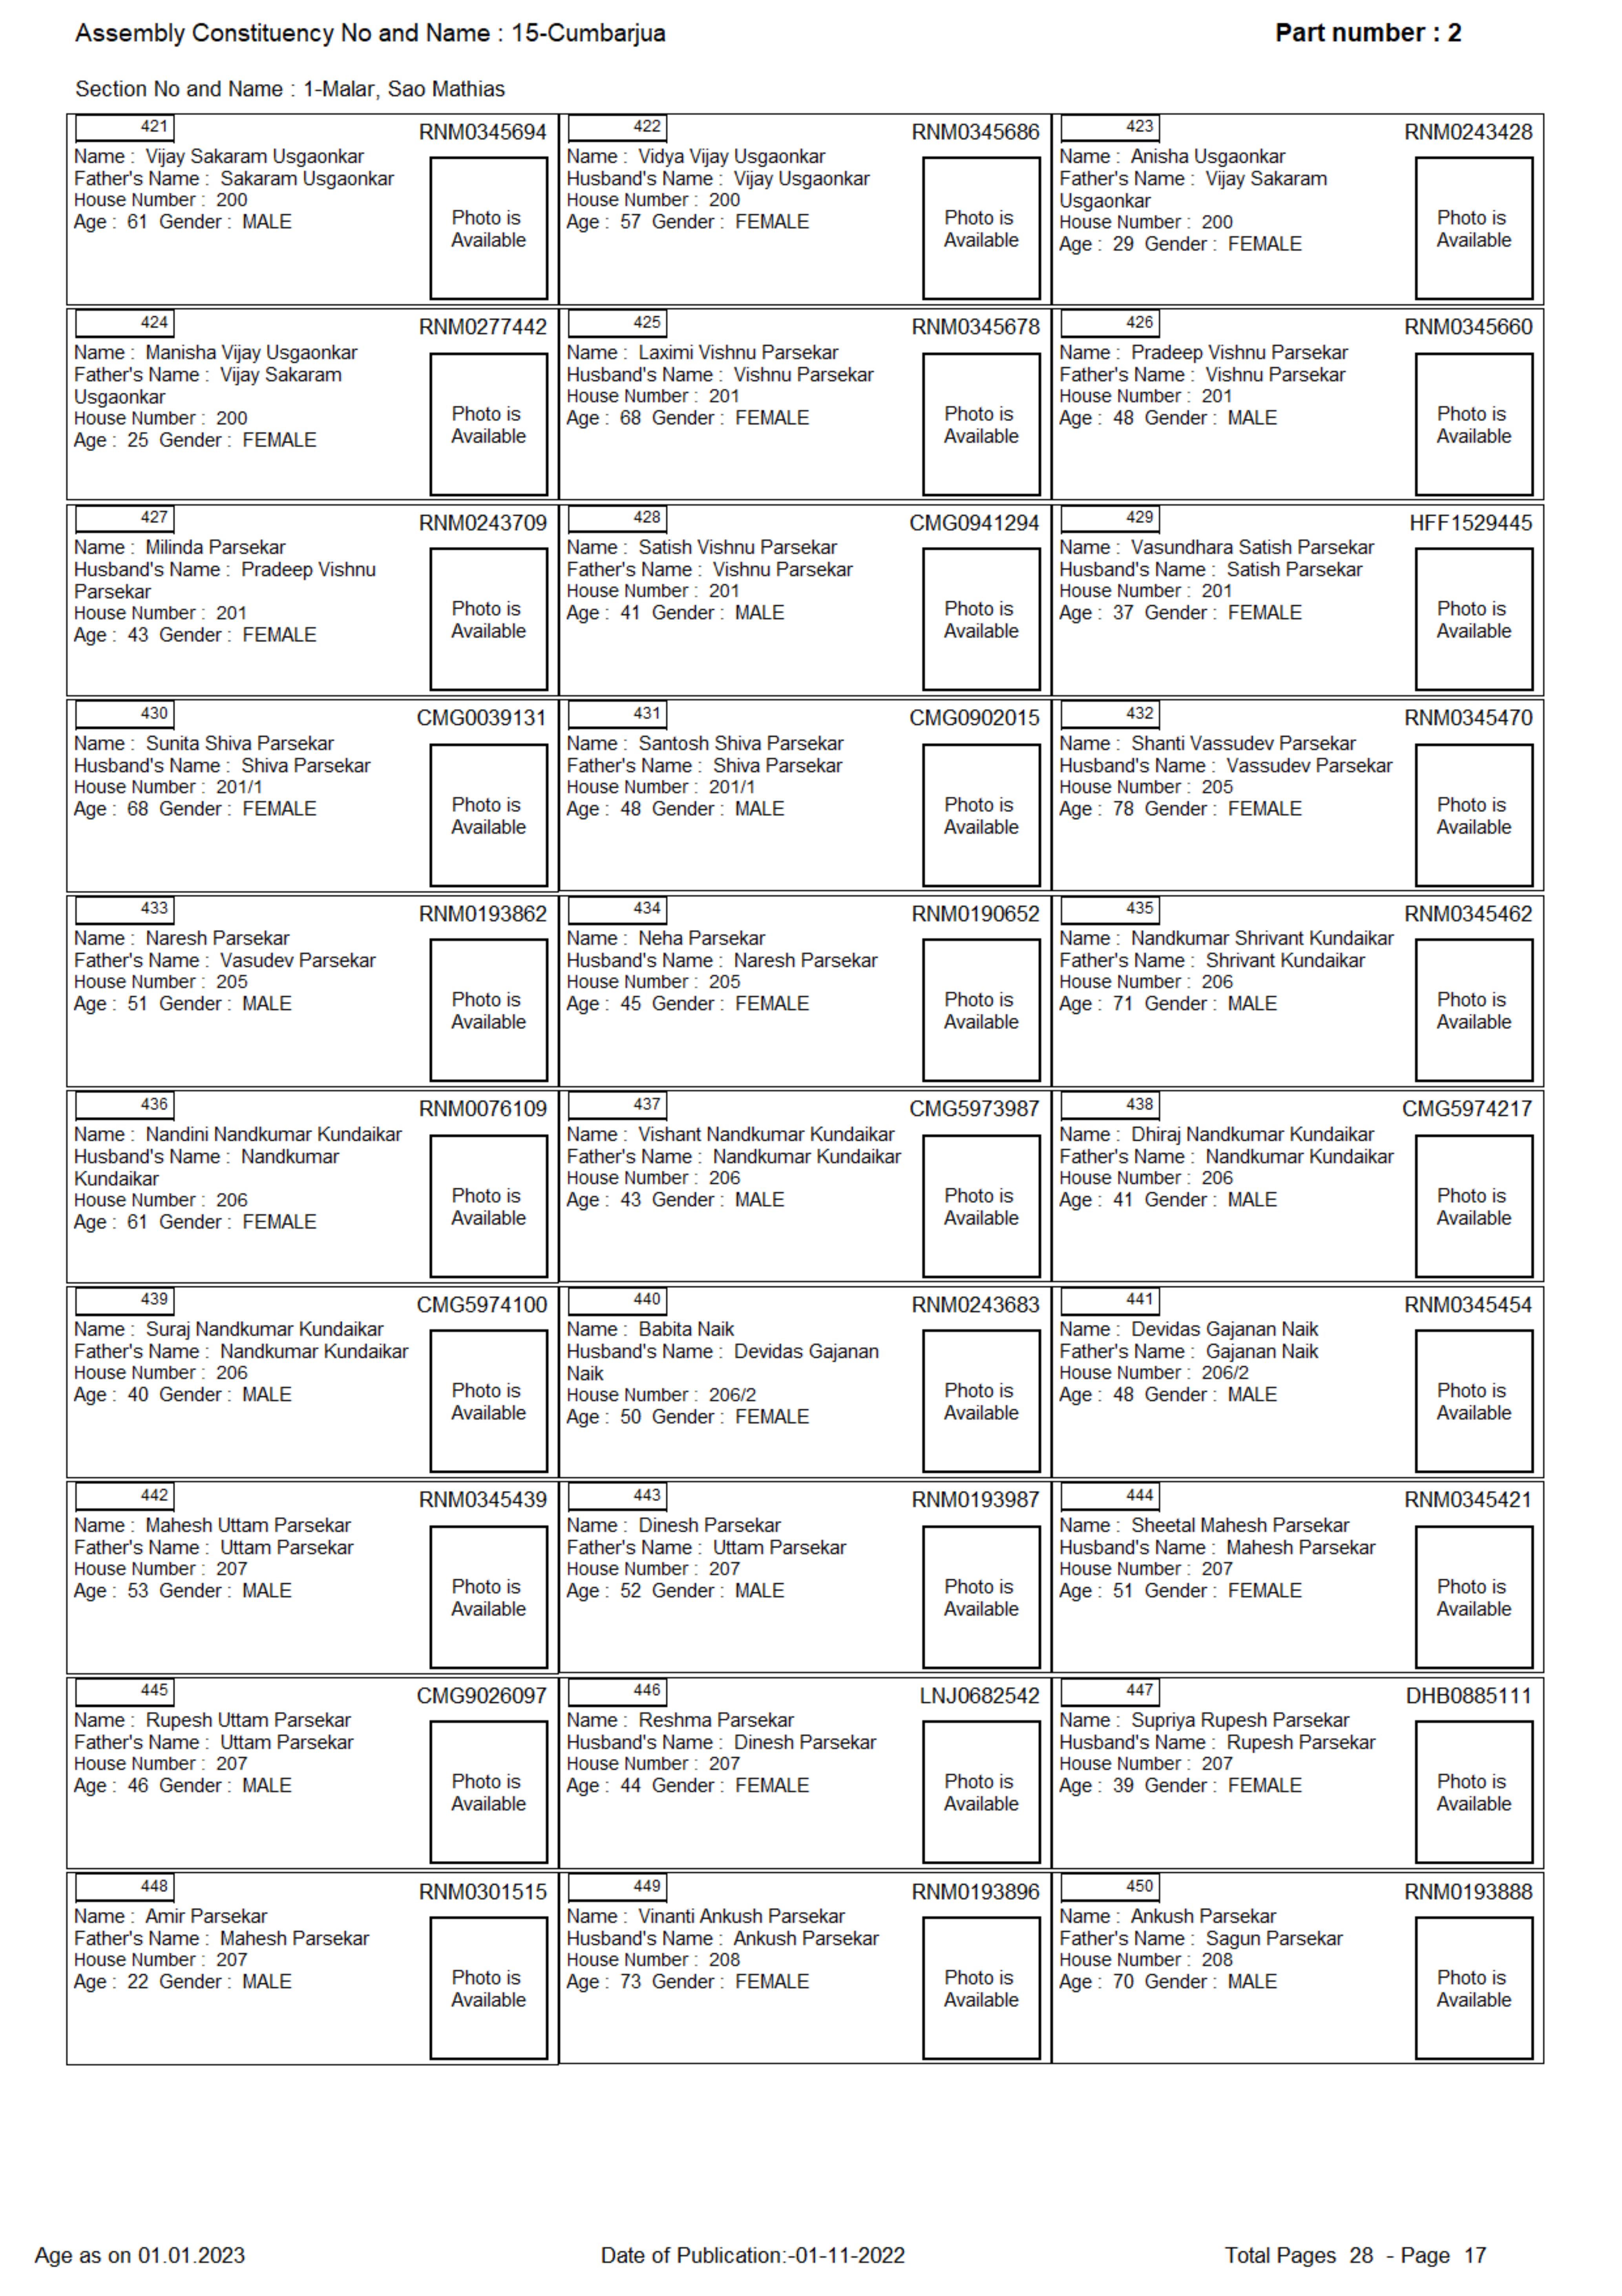 Assembly Constituency No and Name : 15-Cumbarjua
Part number : 2
Section No and Name : 1-Malar, Sao Mathias
421
RNM0345694
Name : Vijay Sakaram Usgaonkar
Father's Name : Sakaram Usgaonkar
House Number : 200
Age : 61 Gender : MALE
Photo is
Available
422
RNM0345686
Name : Vidya Vijay Usgaonkar
Husband's Name : Vijay Usgaonkar
House Number : 200
Age : 57 Gender : FEMALE
Photo is
Available
423
RNM0243428
Name : Anisha Usgaonkar
Father's Name : Vijay Sakaram
Usgaonkar
House Number : 200
Age : 29 Gender : FEMALE
Photo is
Available
424
RNM0277442
Name : Manisha Vijay Usgaonkar
Father's Name : Vijay Sakaram
Usgaonkar
House Number : 200
Age : 25 Gender : FEMALE
Photo is
Available
425
RNM0345678
Name : Laximi Vishnu Parsekar
Husband's Name : Vishnu Parsekar
House Number : 201
Age : 68 Gender : FEMALE
Photo is
Available
426
RNM0345660
Name : Pradeep Vishnu Parsekar
Father's Name : Vishnu Parsekar
House Number : 201
Age : 48 Gender : MALE
Photo is
Available
427
RNM0243709
Name : Milinda Parsekar
Husband's Name : Pradeep Vishnu
Parsekar
House Number : 201
Age : 43 Gender : FEMALE
Photo is
Available
428
CMG0941294
Name : Satish Vishnu Parsekar
Father's Name : Vishnu Parsekar
House Number : 201
Age : 41 Gender : MALE
Photo is
Available
429
HFF1529445
Name : Vasundhara Satish Parsekar
Husband's Name : Satish Parsekar
House Number : 201
Age : 37 Gender : FEMALE
Photo is
Available
430
CMG0039131
Name : Sunita Shiva Parsekar
Husband's Name : Shiva Parsekar
House Number : 201/1
Age : 68 Gender : FEMALE
Photo is
Available
431
CMG0902015
Name : Santosh Shiva Parsekar
Father's Name : Shiva Parsekar
House Number : 201/1
Age : 48 Gender : MALE
Photo is
Available
432
RNM0345470
Name : Shanti Vassudev Parsekar
Husband's Name : Vassudev Parsekar
House Number : 205
Age : 78 Gender : FEMALE
Photo is
Available
433
RNM0193862
Name : Naresh Parsekar
Father's Name : Vasudev Parsekar
House Number : 205
Age : 51 Gender : MALE
Photo is
Available
434
RNM0190652
Name : Neha Parsekar
Husband's Name : Naresh Parsekar
House Number : 205
Age : 45 Gender : FEMALE
Photo is
Available
435
RNM0345462
Name : Nandkumar Shrivant Kundaikar
Father's Name : Shrivant Kundaikar
House Number : 206
Age : 71 Gender : MALE
Photo is
Available
436
RNM0076109
Name : Nandini Nandkumar Kundaikar
Husband's Name : Nandkumar
Kundaikar
House Number : 206
Age : 61 Gender : FEMALE
Photo is
Available
437
CMG5973987
Name : Vishant Nandkumar Kundaikar
Father's Name : Nandkumar Kundaikar
House Number : 206
Age : 43 Gender : MALE
Photo is
Available
438
CMG5974217
Name : Dhiraj Nandkumar Kundaikar
Father's Name : Nandkumar Kundaikar
House Number : 206
Age : 41 Gender : MALE
Photo is
Available
439
CMG5974100
Name : Suraj Nandkumar Kundaikar
Father's Name : Nandkumar Kundaikar
House Number : 206
Age : 40 Gender : MALE
Photo is
Available
440
RNM0243683
Name : Babita Naik
Husband's Name : Devidas Gajanan
Naik
House Number : 206/2
Age : 50 Gender : FEMALE
Photo is
Available
441
RNM0345454
Name : Devidas Gajanan Naik
Father's Name : Gajanan Naik
House Number : 206/2
Age : 48 Gender : MALE
Photo is
Available
442
RNM0345439
Name : Mahesh Uttam Parsekar
Father's Name : Uttam Parsekar
House Number : 207
Age : 53 Gender : MALE
Photo is
Available
443
RNM0193987
Name : Dinesh Parsekar
Father's Name : Uttam Parsekar
House Number : 207
Age : 52 Gender : MALE
Photo is
Available
444
RNM0345421
Name : Sheetal Mahesh Parsekar
Husband's Name : Mahesh Parsekar
House Number : 207
Age : 51 Gender : FEMALE
Photo is
Available
445
CMG9026097
Name : Rupesh Uttam Parsekar
Father's Name : Uttam Parsekar
House Number : 207
Age : 46 Gender : MALE
Photo is
Available
446
LNJ0682542
Name : Reshma Parsekar
Husband's Name : Dinesh Parsekar
House Number : 207
Age : 44 Gender : FEMALE
Photo is
Available
447
DHB0885111
Name : Supriya Rupesh Parsekar
Husband's Name : Rupesh Parsekar
House Number : 207
Age : 39 Gender : FEMALE
Photo is
Available
448
RNM0301515
Name : Amir Parsekar
Father's Name : Mahesh Parsekar
House Number : 207
Age : 22 Gender : MALE
Photo is
Available
449
RNM0193896
Name : Vinanti Ankush Parsekar
Husband's Name : Ankush Parsekar
House Number : 208
Age : 73 Gender : FEMALE
Photo is
Available
450
RNM0193888
Name : Ankush Parsekar
Father's Name : Sagun Parsekar
House Number : 208
Age : 70 Gender : MALE
Photo is
Available
Age as on 01.01.2023
Date of Publication:-01-11-2022
Total Pages 28 - Page 17